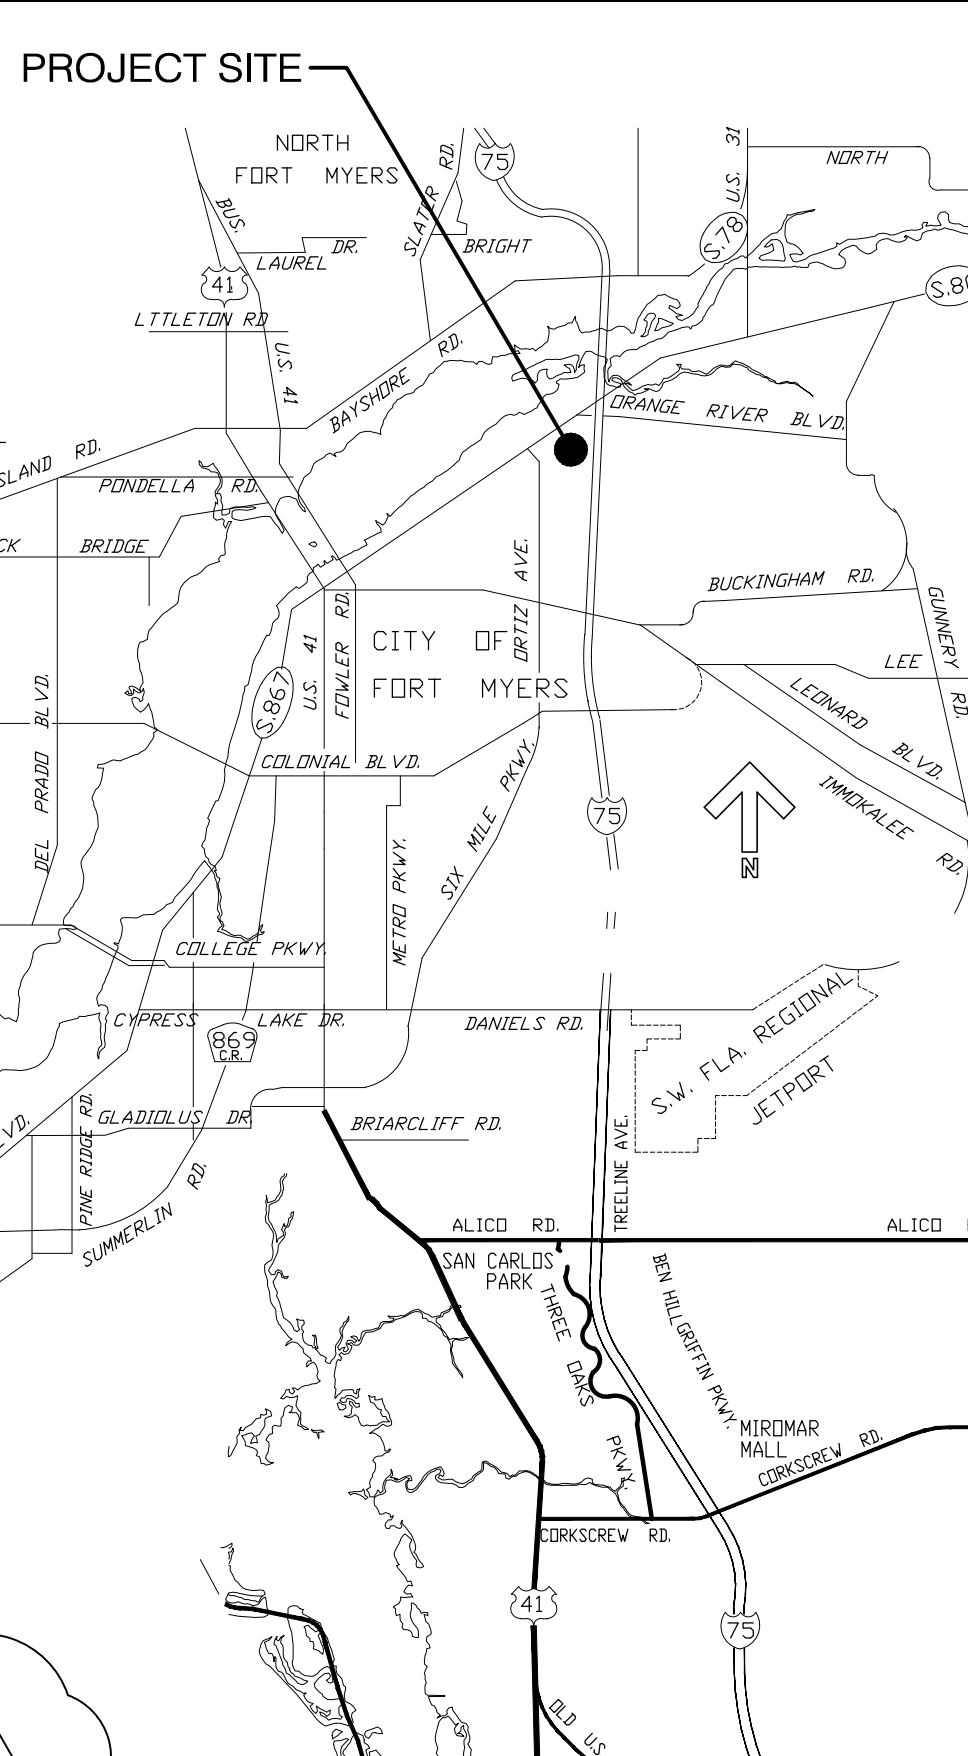 PROJECT SITE
NORTH
FORT MYERS
SLATER RD.
75
U.S. 31
NORTH
BUS.
S.78
DR.
LAUREL
BRIGHT
41
LTTLETON RD
U.S. 41
BAYSHORE RD.
ORANGE RIVER BLVD.
SLAND RD.
PONDELLA RD.
CK BRIDGE
ORTIZ AVE.
BUCKINGHAM RD.
GUNNERY RD.
U.S. 41
FOWLER RD.
CITY OF
FORT MYERS
LEE
S.867
DEL PRADO BLVD.
LEONARD BLVD.
COLONIAL BLVD.
SIX MILE PKWY.
IMMOKALEE RD.
75
METRO PKWY.
N
COLLEGE PKWY.
CYPRESS LAKE DR.
DANIELS RD.
S.W. FLA. REGIONAL
JETPORT
869
C.R.
LVD.
PINE RIDGE RD.
GLADIOLUS DR
BRIARCLIFF RD.
TREELINE AVE.
SUMMERLIN RD.
ALICO RD.
ALICO
SAN CARLOS
PARK
THREE OAKS PKWY.
BEN HILL GRIFFIN PKWY.
MIROMAR
MALL
CORKSCREW RD.
CORKSCREW RD.
41
75
OLD U.S